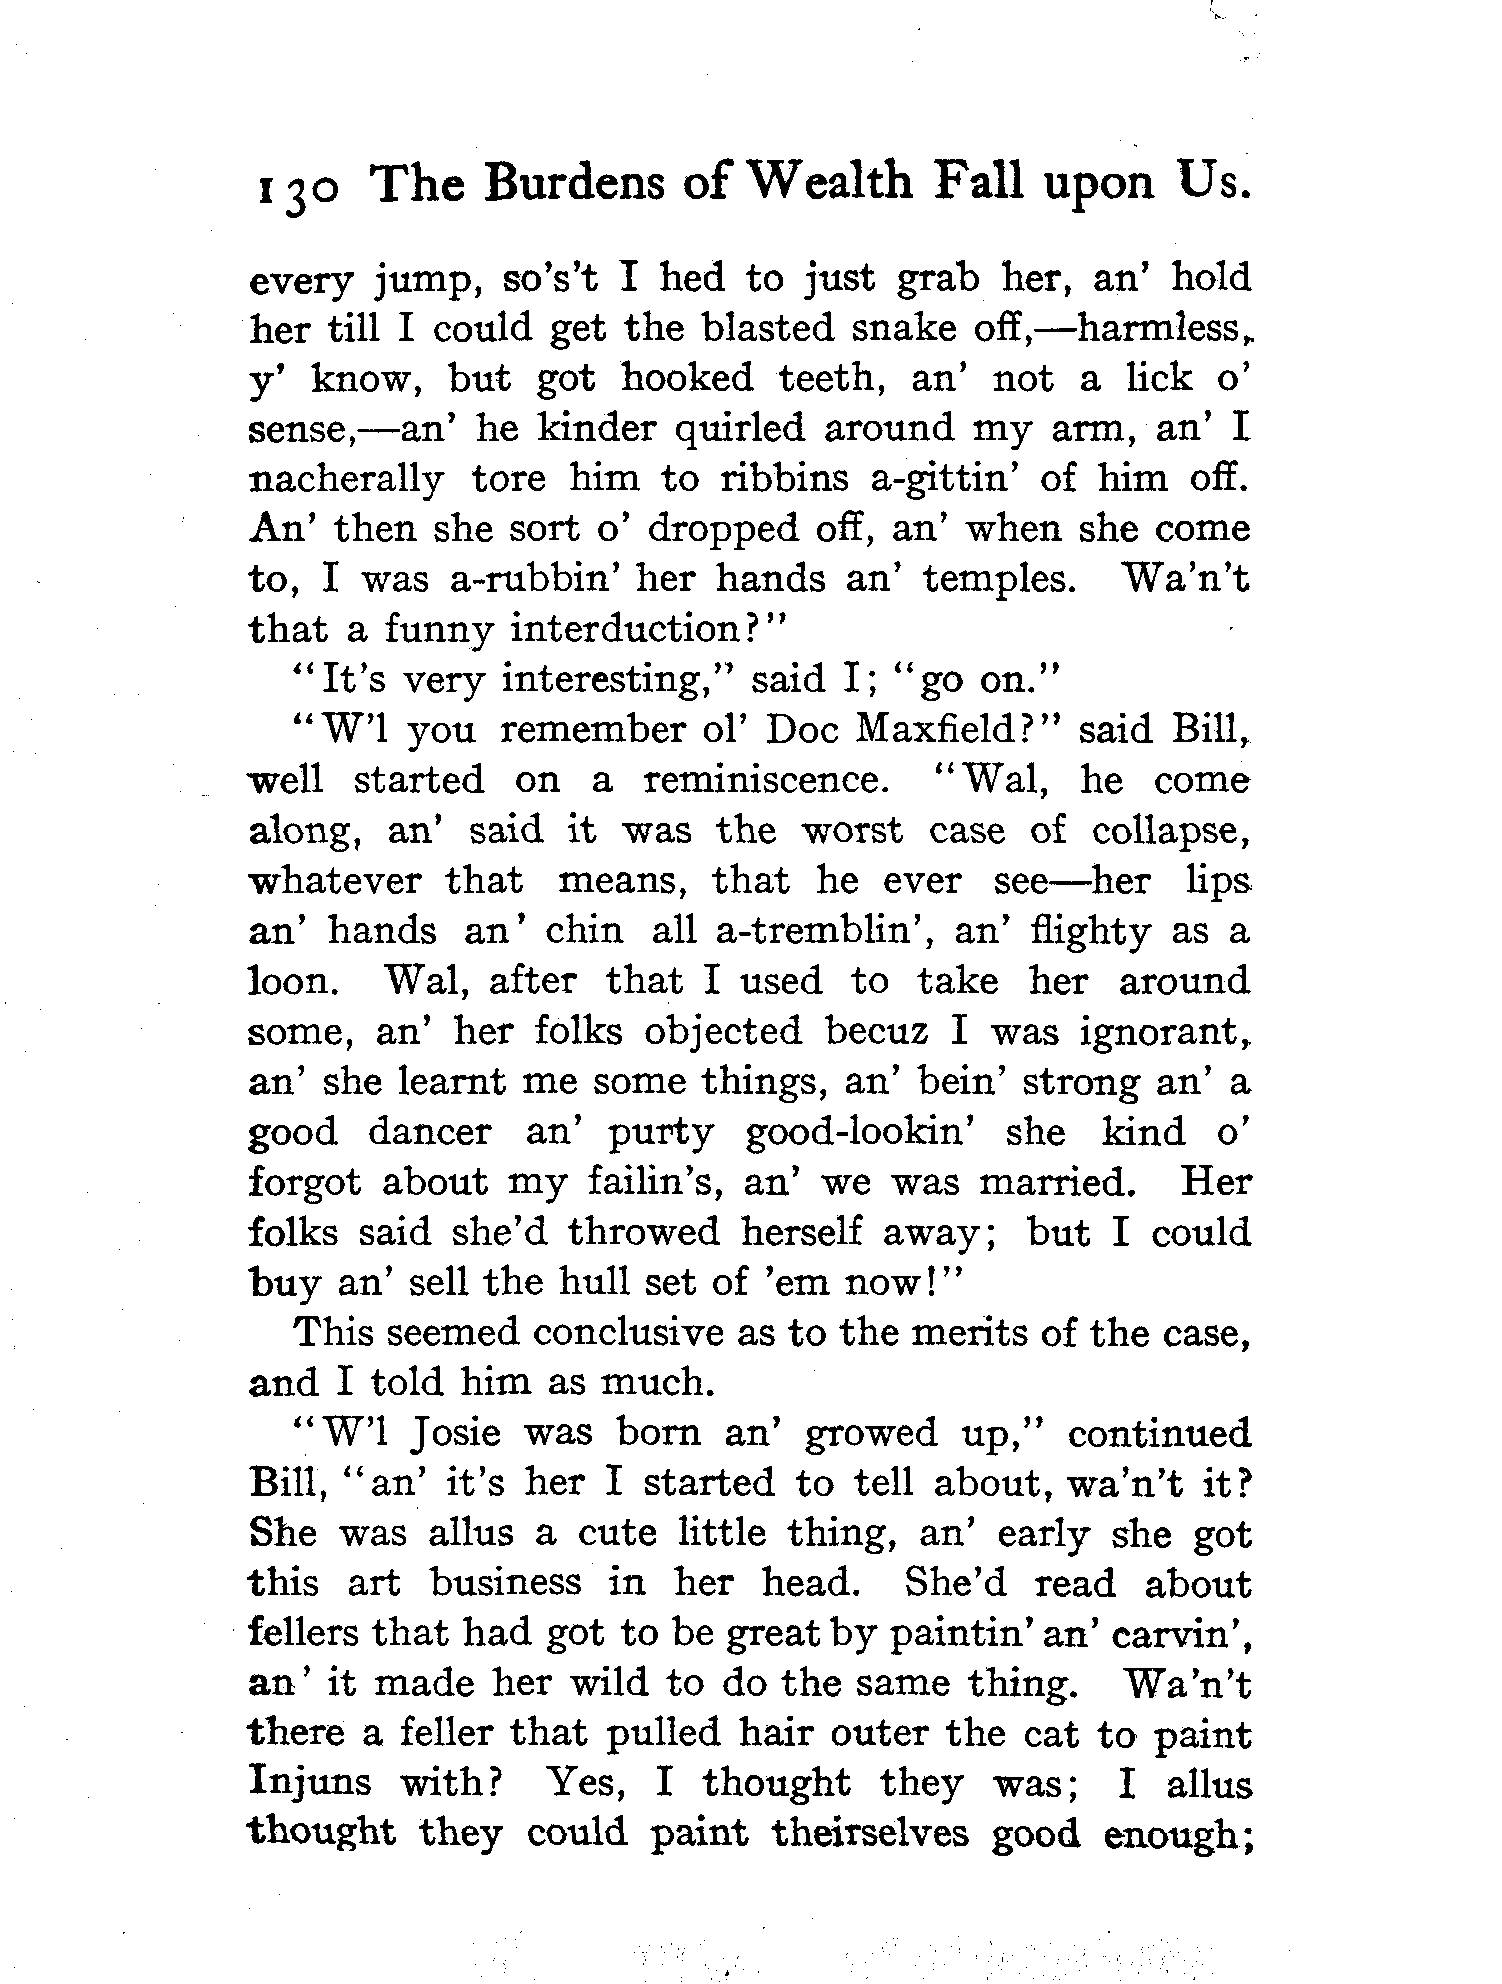 130 The Burdens of Wealth Fall upon Us.
every jump, so's't I hed to just grab her, an' hold
her till I could get the blasted snake off,—harmless,
y' know, but got hooked teeth, an' not a lick o'
sense,—an' he kinder quirled around my arm, an' I
nacherally tore him to ribbins a-gittin' of him off.
An' then she sort o' dropped off, an' when she come
to, I was a-rubbin' her hands an' temples. Wa'n't
that a funny interduction?"
"It's very interesting," said I; "go on."
"W'l you remember ol' Doc Maxfield?" said Bill,
well started on a reminiscence. "Wal, he come
along, an' said it was the worst case of collapse,
whatever that means, that he ever see—her lips
an' hands an' chin all a-tremblin', an' flighty as a
loon. Wal, after that I used to take her around
some, an' her folks objected becuz I was ignorant,
an' she learnt me some things, an' bein' strong an' a
good dancer an' purty good-lookin' she kind o'
forgot about my failin's, an' we was married. Her
folks said she'd throwed herself away; but I could
buy an' sell the hull set of 'em now!"
This seemed conclusive as to the merits of the case,
and I told him as much.
"W'l Josie was born an' growed up," continued
Bill, "an' it's her I started to tell about, wa'n't it?
She was allus a cute little thing, an' early she got
this art business in her head. She'd read about
fellers that had got to be great by paintin' an' carvin',
an' it made her wild to do the same thing. Wa'n't
there a feller that pulled hair outer the cat to paint
Injuns with? Yes, I thought they was; I allus
thought they could paint theirselves good enough;